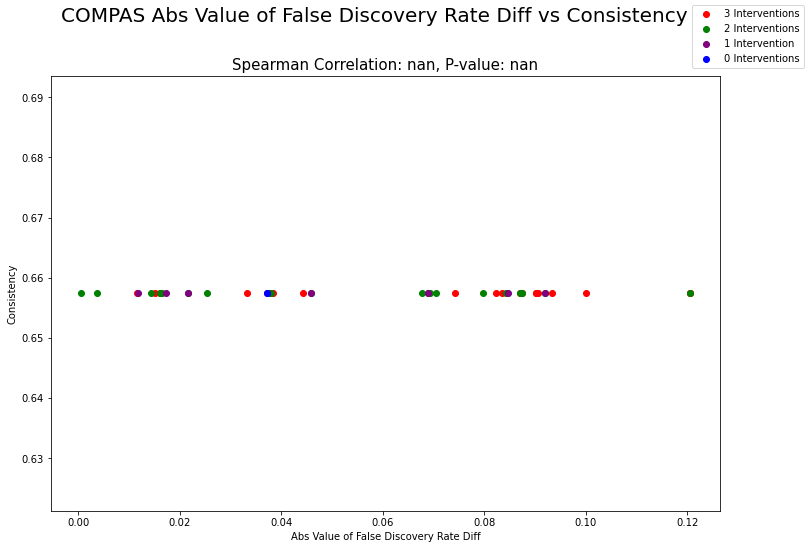 COMPAS Abs Value of False Discovery Rate Diff vs Consistency
3 Interventions
2 Interventions
1 Intervention
0 Interventions
Spearman Correlation: nan, P-value: nan
0.69
0.68
0.67
0.66
0.65
0.64
0.63
Consistency
0.00
0.02
0.04
0.06
0.08
0.10
0.12
Abs Value of False Discovery Rate Diff